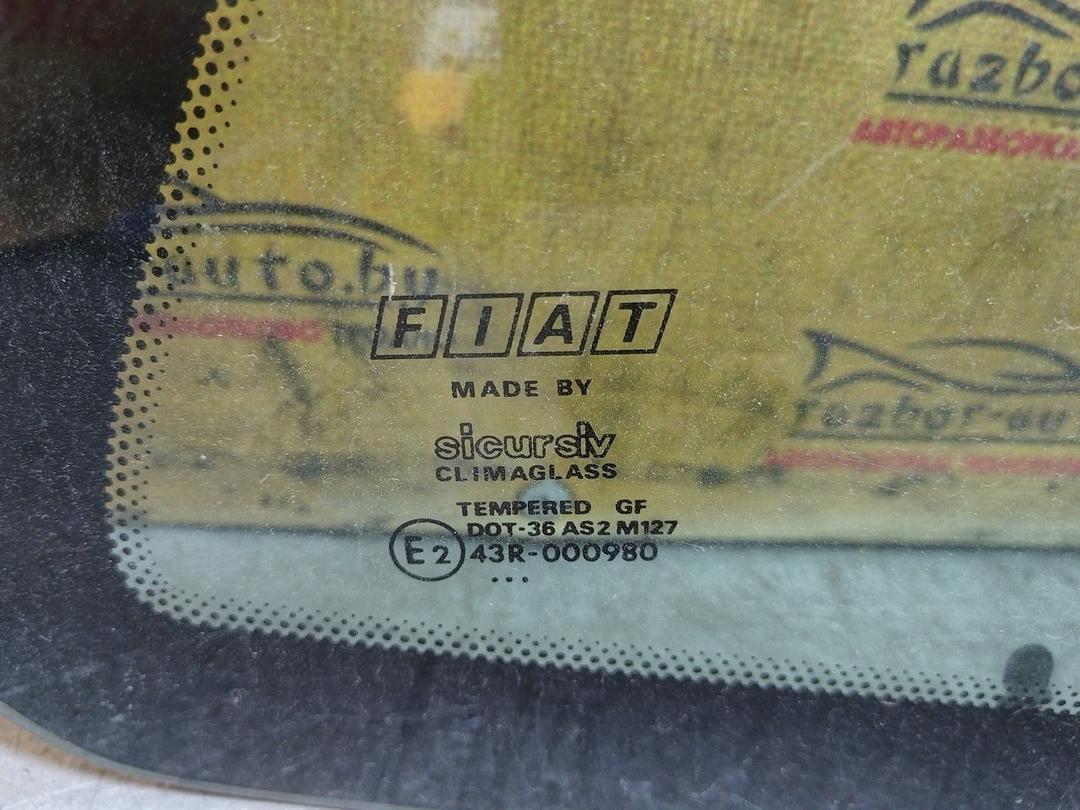 razbo
АВТОРАЗБОРКА
auto.by
FIAT
MADE BY
razbor-au
sicursiv
CLIMAGLASS
TEMPERED GF
DOT-36 AS2 M127
E2 43R-000980
...